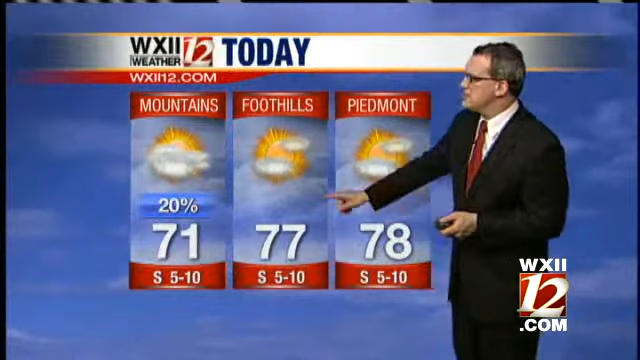 WXII 12 TODAY
WEATHER
WXII12.COM
MOUNTAINS FOOTHILLS PIEDMONT
20%
71 77 78
S 5-10 S 5-10 S 5-10
WXII
12
.COM